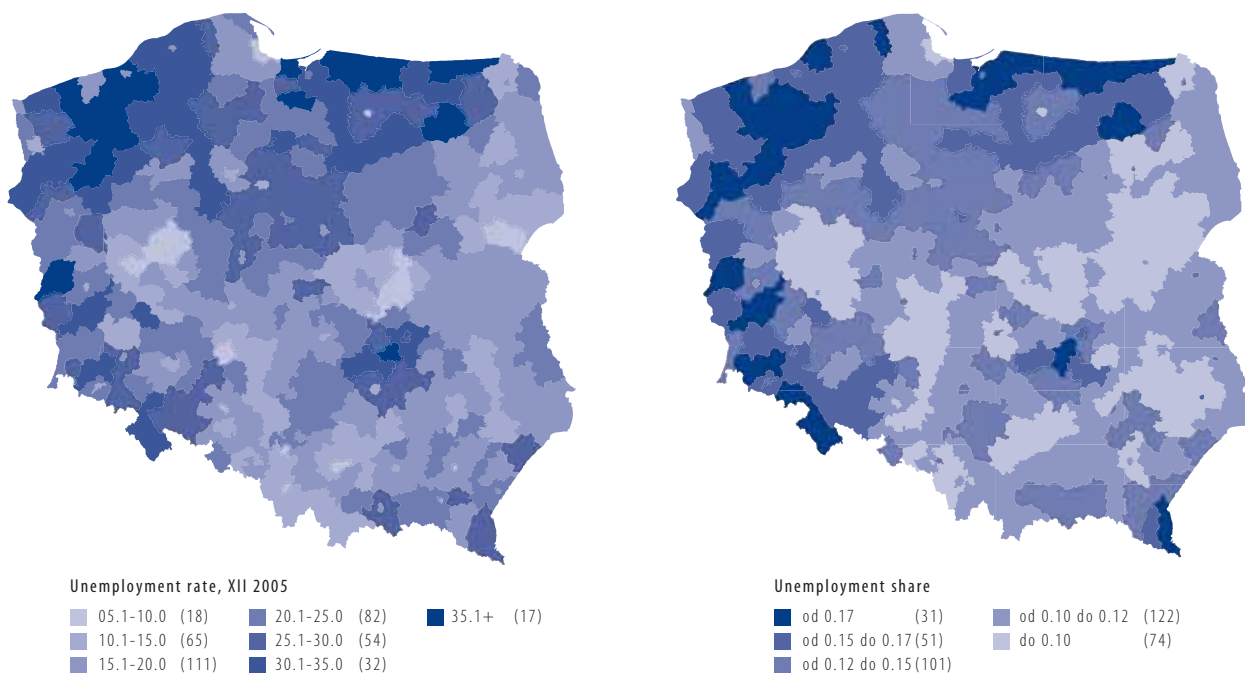 Unemployment rate, XII 2005
05.1-10.0 (18) 20.1-25.0 (82) 35.1+ (17)
10.1-15.0 (65) 25.1-30.0 (54)
15.1-20.0 (111) 30.1-35.0 (32)
Unemployment share
od 0.17 (31) od 0.10 do 0.12 (122)
od 0.15 do 0.17 (51) do 0.10 (74)
od 0.12 do 0.15 (101)